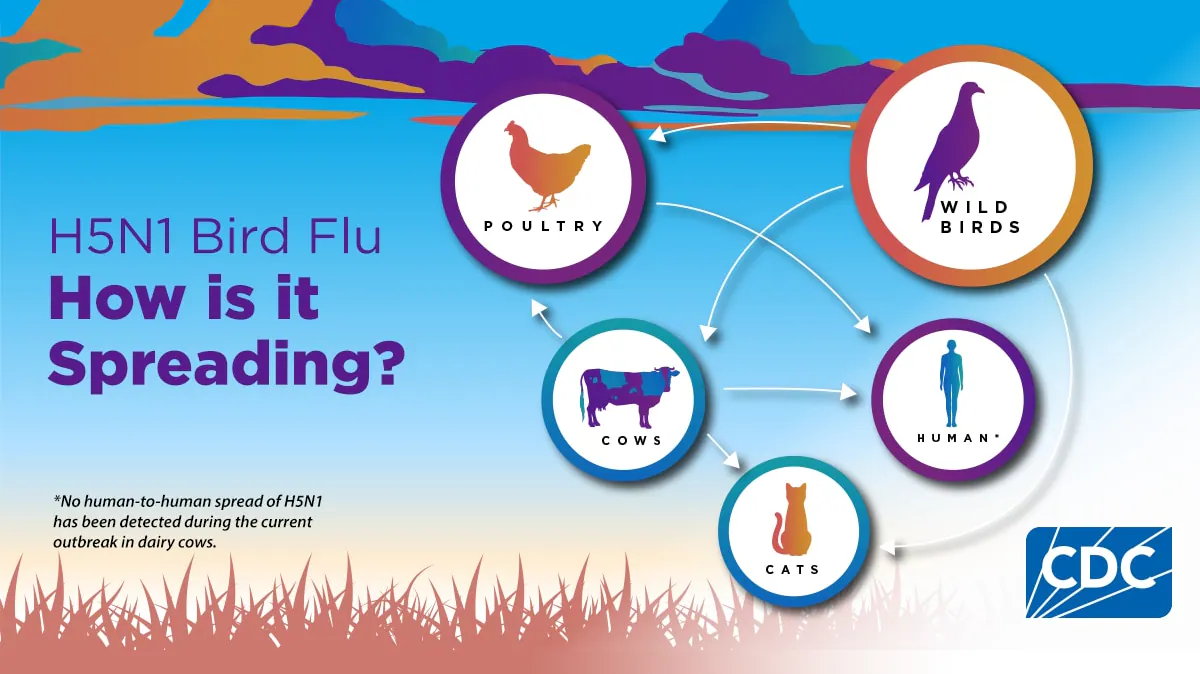 H5N1 Bird Flu
How is it
Spreading?
*No human-to-human spread of H5N1
has been detected during the current
outbreak in dairy cows.
POULTRY
WILD
BIRDS
COWS
HUMAN*
CATS
CDC